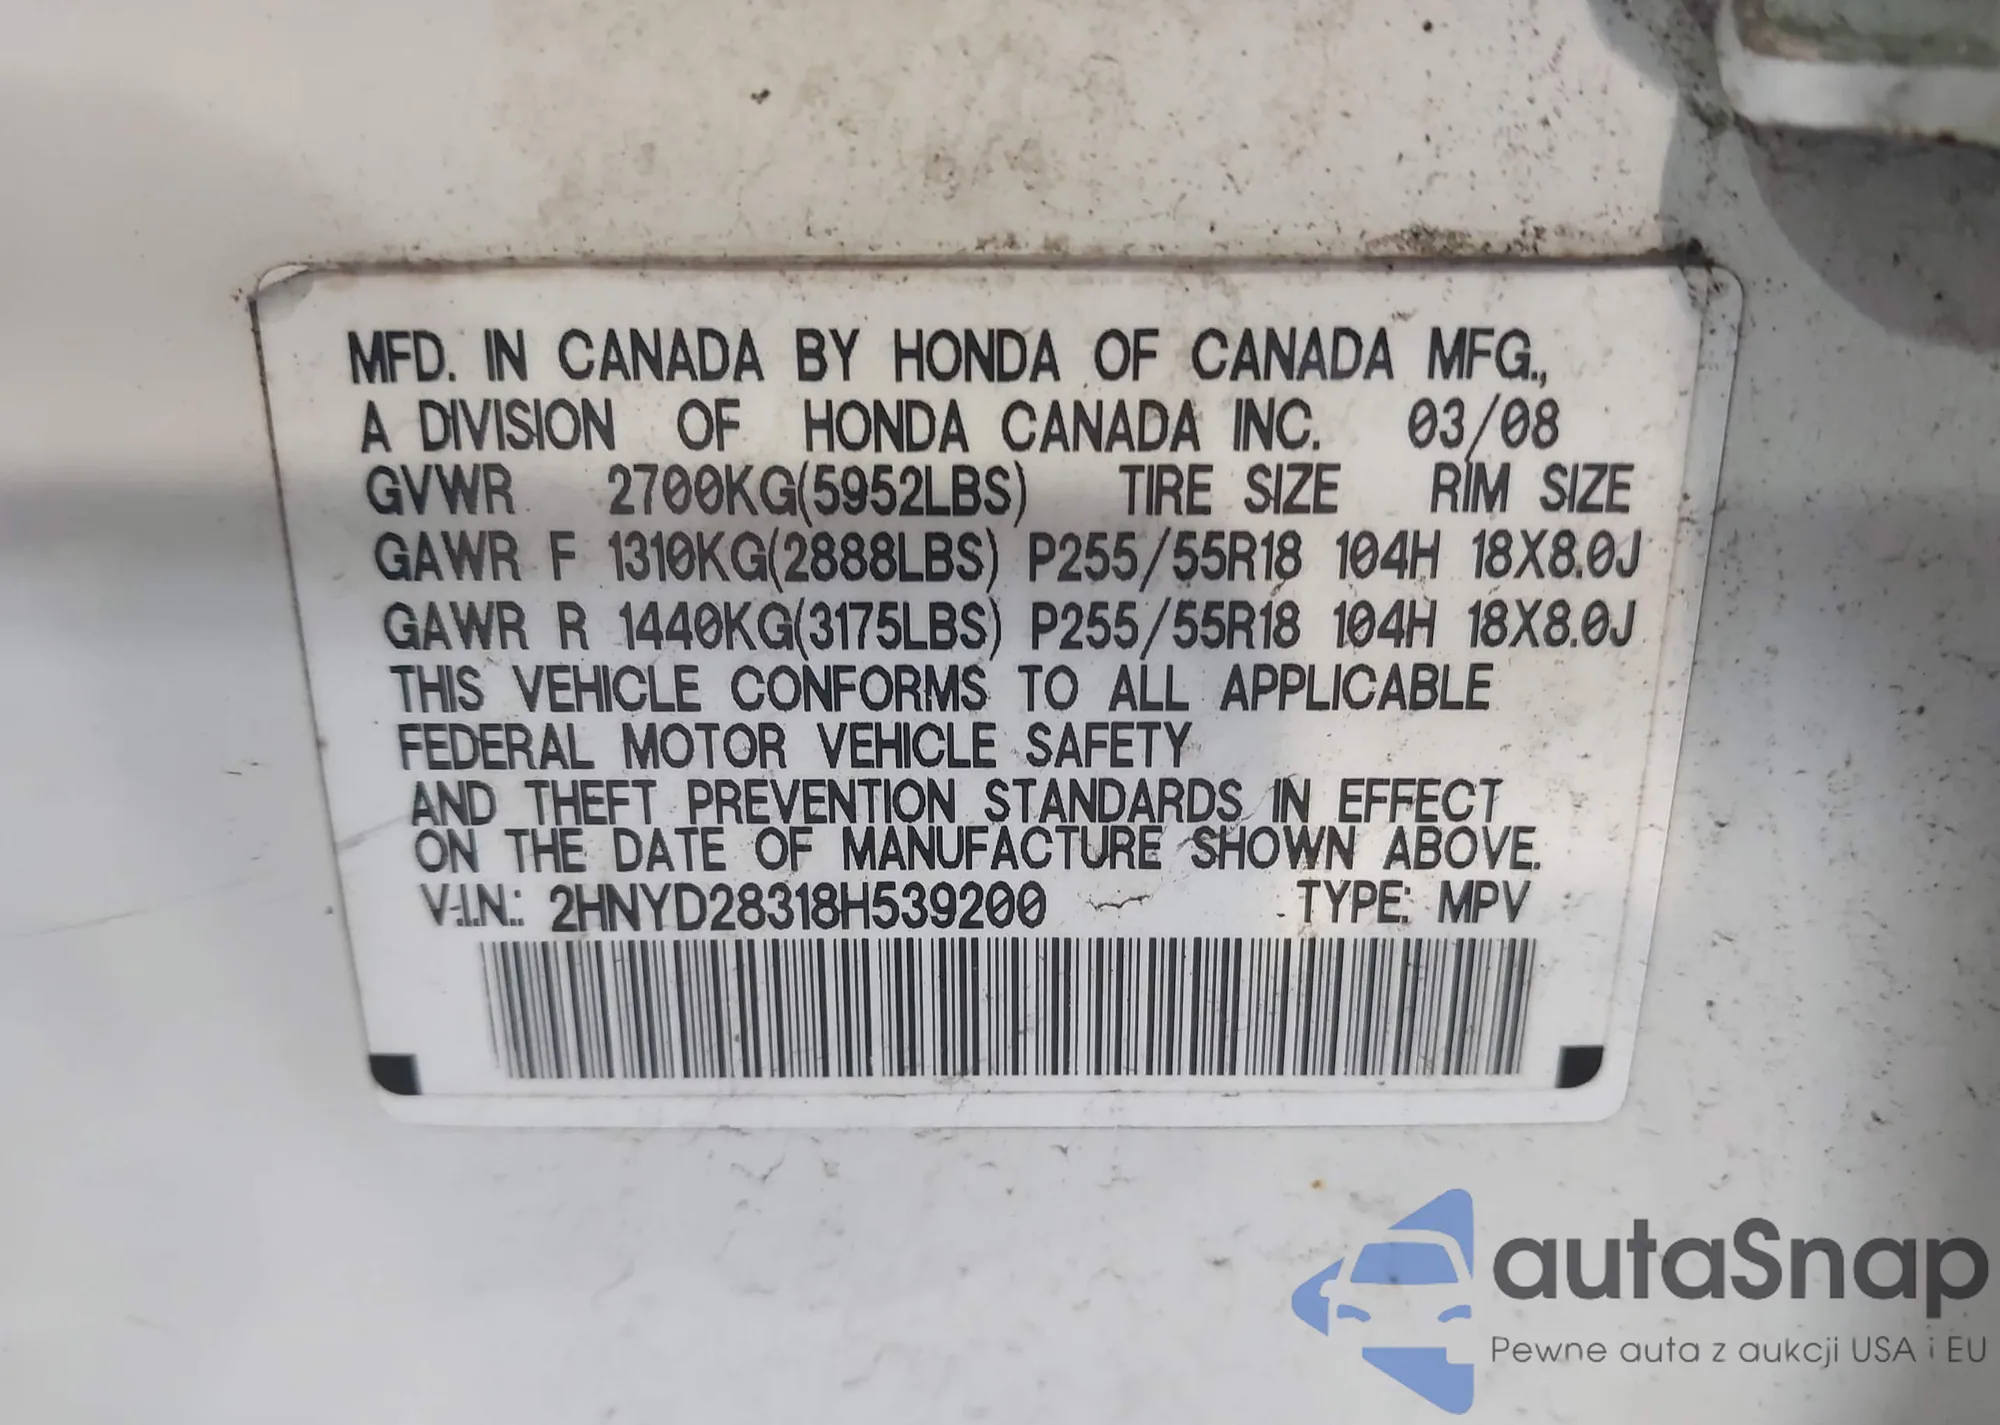 MFD. IN CANADA BY HONDA OF CANADA MFG.,
A DIVISION OF HONDA CANADA INC. 03/08
GVWR 2700KG(5952LBS) TIRE SIZE RIM SIZE
GAWR F 1310KG(2888LBS) P255/55R18 104H 18X8.0J
GAWR R 1440KG(3175LBS) P255/55R18 104H 18X8.0J
THIS VEHICLE CONFORMS TO ALL APPLICABLE
FEDERAL MOTOR VEHICLE SAFETY
AND THEFT PREVENTION STANDARDS IN EFFECT
ON THE DATE OF MANUFACTURE SHOWN ABOVE.
V.I.N.: 2HNYD28318H539200 TYPE: MPV
autaSnap
Pewne auta z aukcji USA i EU